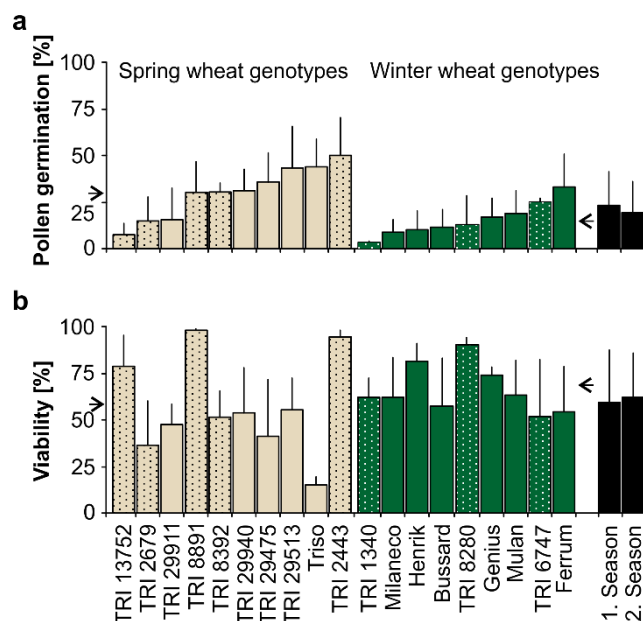 a
Pollen germination [%]
100
75
50
25
0
Spring wheat genotypes
Winter wheat genotypes
b
Viability [%]
100
75
50
25
0
TRI 13752
TRI 2679
TRI 29911
TRI 8891
TRI 8392
TRI 29940
TRI 29475
TRI 29513
Triso
TRI 2443
TRI 1340
Milaneco
Henrik
Bussard
TRI 8280
Genius
Mulan
TRI 6747
Ferrum
1. Season
2. Season